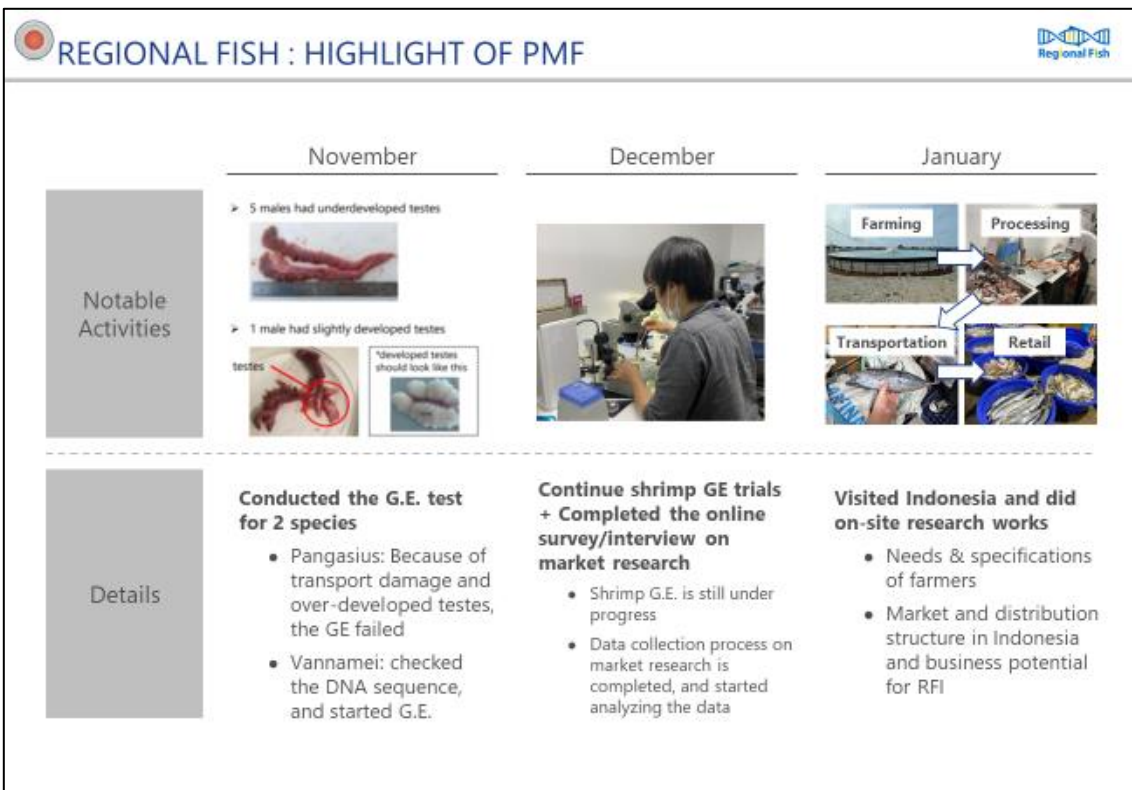 REGIONAL FISH : HIGHLIGHT OF PMF
Regional Fish
November
December
January
Notable
Activities
➤ 5 males had underdeveloped testes
➤ 1 male had slightly developed testes
testes
*developed testes
should look like this
Farming
Processing
Transportation
Retail
Details
Conducted the G.E. test
for 2 species
● Pangasius: Because of
transport damage and
over-developed testes,
the GE failed
● Vannamei: checked
the DNA sequence,
and started G.E.
Continue shrimp GE trials
+ Completed the online
survey/interview on
market research
● Shrimp G.E. is still under
progress
● Data collection process on
market research is
completed, and started
analyzing the data
Visited Indonesia and did
on-site research works
● Needs & specifications
of farmers
● Market and distribution
structure in Indonesia
and business potential
for RFI